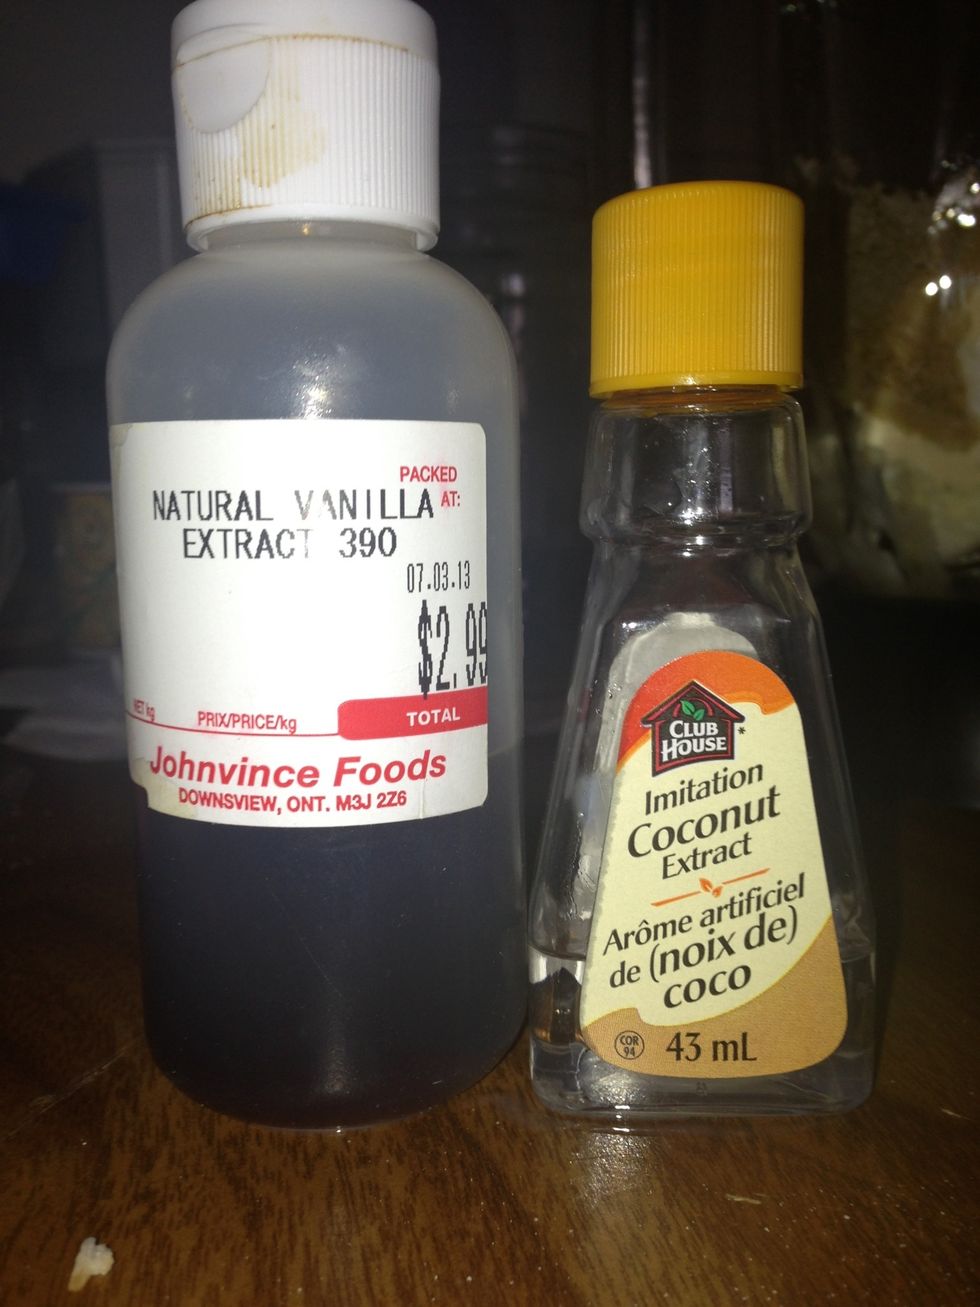 PACKED
AT:
NATURAL VANILLA
EXTRACT 390
07.03.13
$2.99
NET kg
PRIX/PRICE/kg
TOTAL
Johnvince Foods
DOWNSVIEW, ONT. M3J 2Z6
CLUB
HOUSE*
Imitation
Coconut
Extract
Arôme artificiel
de (noix de)
coco
COR
94
43 mL